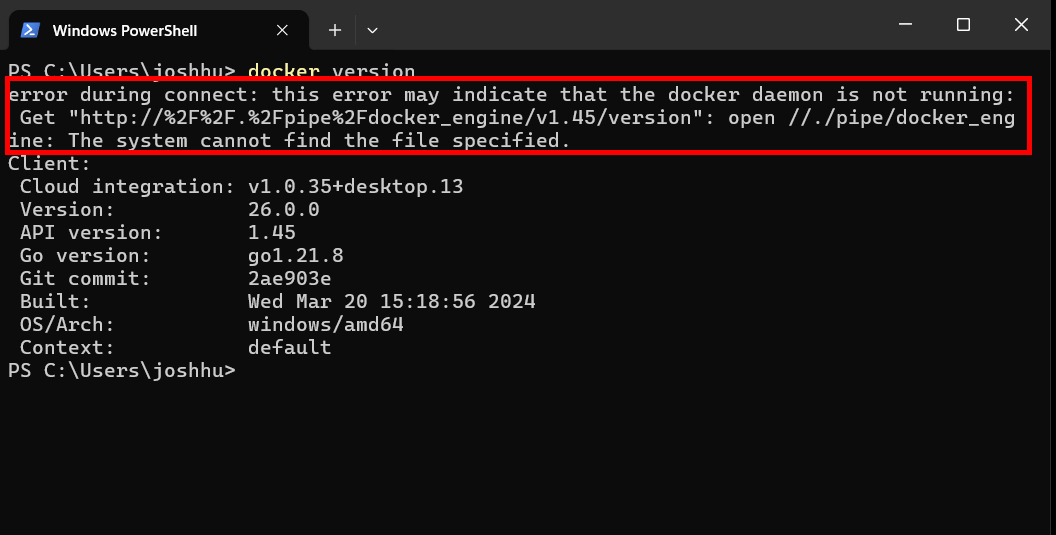 Windows PowerShell
PS C:\Users\joshhu> docker version
error during connect: this error may indicate that the docker daemon is not running:
 Get "http://%2F%2F.%2Fpipe%2Fdocker_engine/v1.45/version": open //./pipe/docker_eng
ine: The system cannot find the file specified.
Client:
 Cloud integration: v1.0.35+desktop.13
 Version:           26.0.0
 API version:       1.45
 Go version:        go1.21.8
 Git commit:        2ae903e
 Built:             Wed Mar 20 15:18:56 2024
 OS/Arch:           windows/amd64
 Context:           default
PS C:\Users\joshhu>